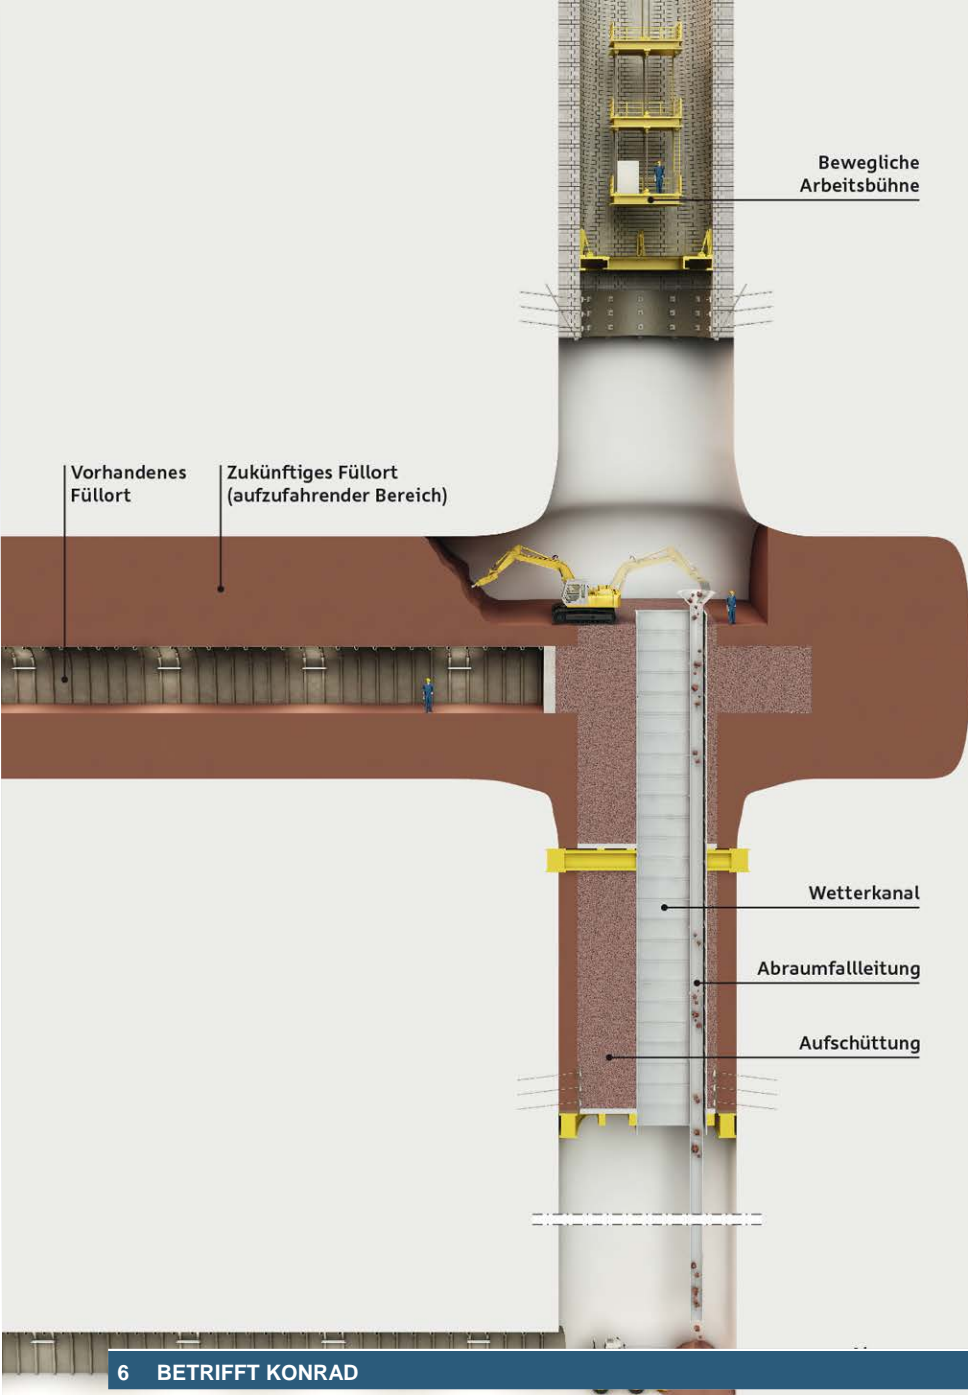 Bewegliche
Arbeitsbühne
Vorhandenes
Füllort
Zukünftiges Füllort
(aufzufahrender Bereich)
Wetterkanal
Abraumfallleitung
Aufschüttung
6 BETRIFFT KONRAD